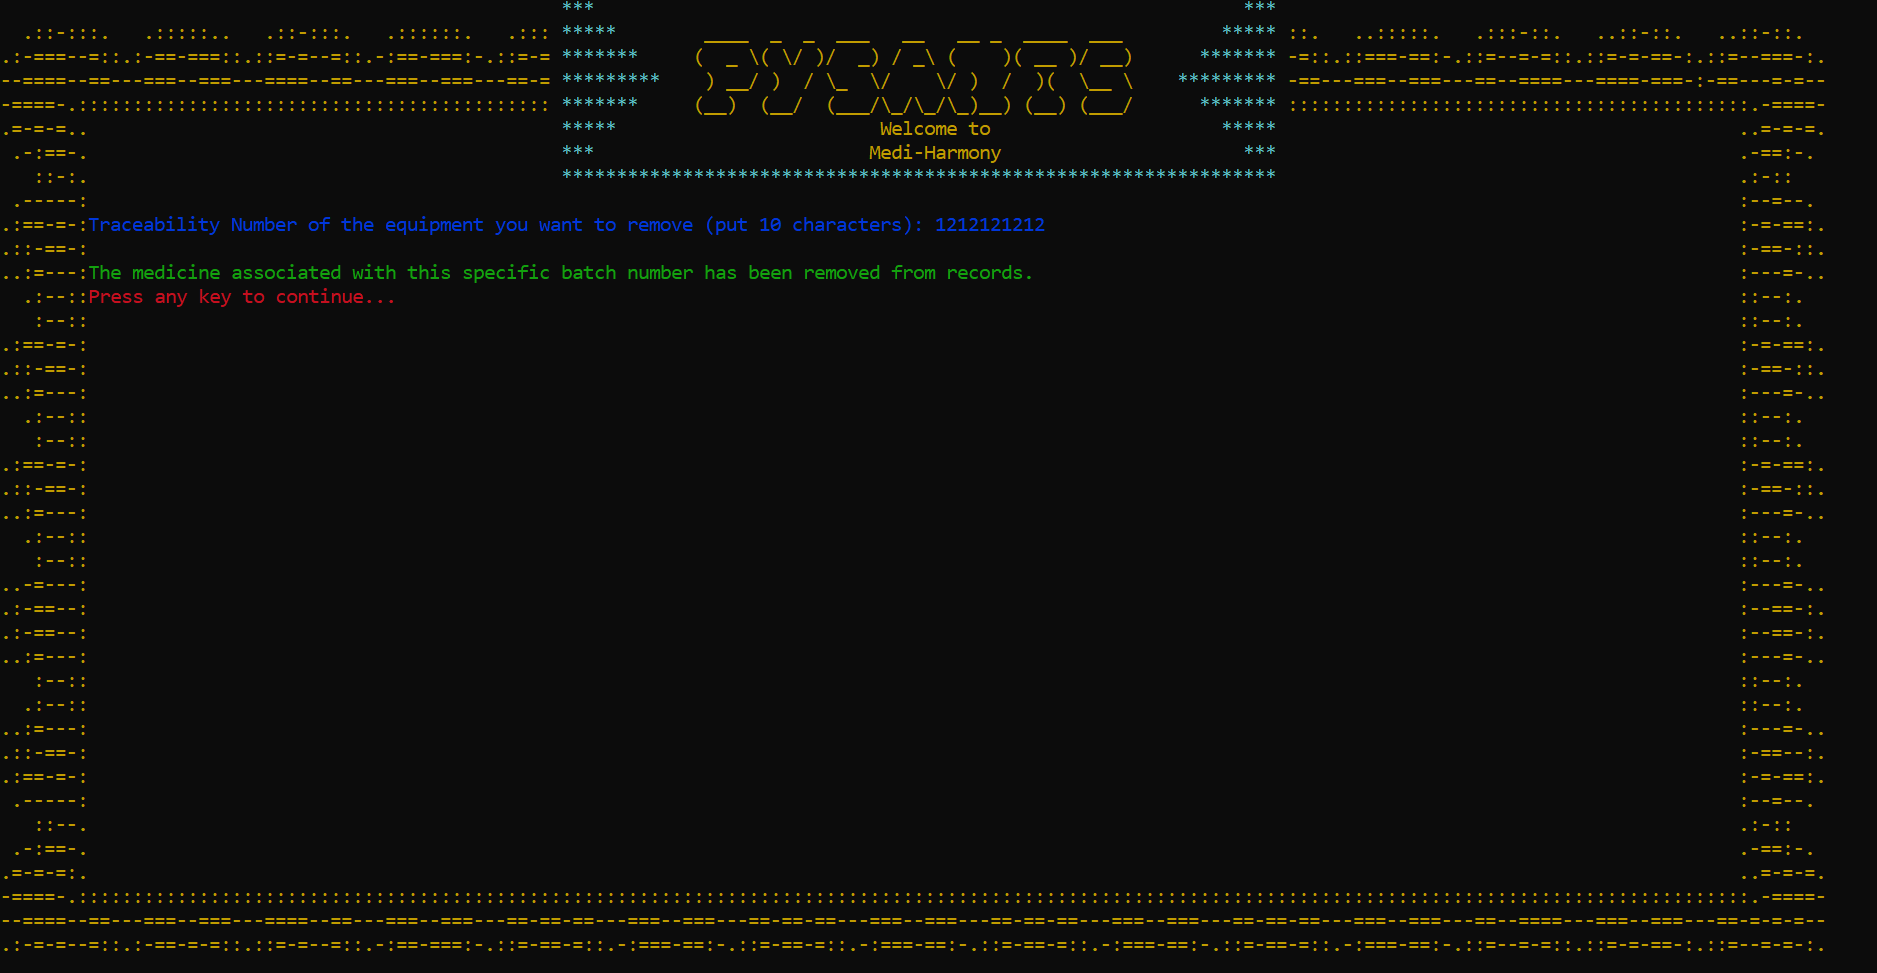 Welcome to
Medi-Harmony
Traceability Number of the equipment you want to remove (put 10 characters): 1212121212
The medicine associated with this specific batch number has been removed from records.
Press any key to continue...